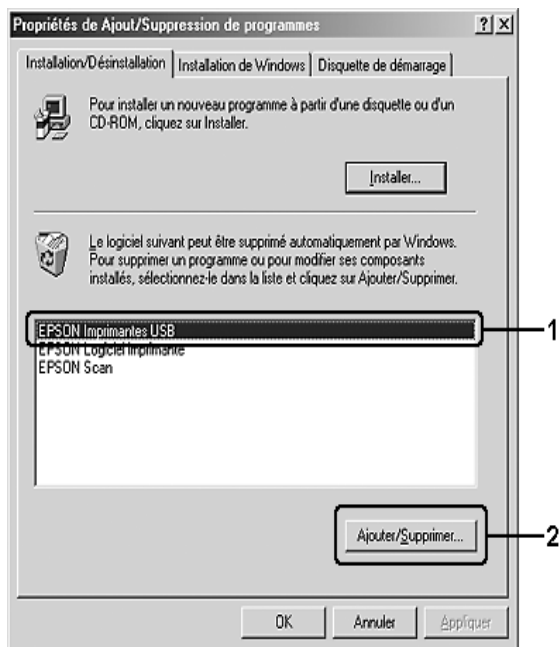 Propriétés de Ajout/Suppression de programmes
Installation/Désinstallation
Installation de Windows
Disquette de démarrage
Pour installer un nouveau programme à partir d'une disquette ou d'un
CD-ROM, cliquez sur Installer.
Installer...
Le logiciel suivant peut être supprimé automatiquement par Windows.
Pour supprimer un programme ou pour modifier ses composants
installés, sélectionnez-le dans la liste et cliquez sur Ajouter/Supprimer.
EPSON Imprimantes USB
1
EPSON Logiciel imprimante
EPSON Scan
Ajouter/Supprimer...
2
OK
Annuler
Appliquer